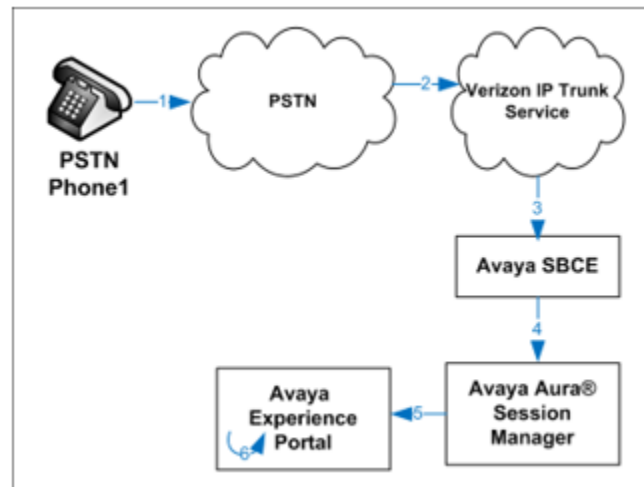 PSTN
Phone1
1
PSTN
2
Verizon IP Trunk
Service
3
Avaya SBCE
4
Avaya Aura®
Session
Manager
5
Avaya
Experience
Portal
6